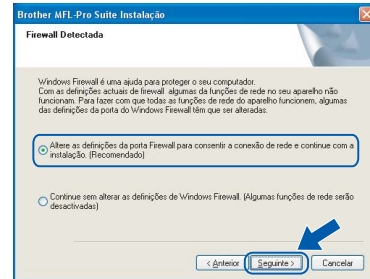 Brother MFL-Pro Suite Instalação
Firewall Detectada
Windows Firewall é uma ajuda para proteger o seu computador.
Com as definições actuais de firewall algumas da funções de rede no seu aparelho não
funcionam. Para fazer com que todas as funções de rede do aparelho funcionem, algumas
das definições da porta do Windows Firewall têm que ser alteradas.
Altere as definições da porta Firewall para consentir a conexão de rede e continue com a
instalação. (Recomendado)
Continue sem alterar as definições de Windows Firewall. (Algumas funções de rede serão
desactivadas)
< Anterior
Seguinte >
Cancelar